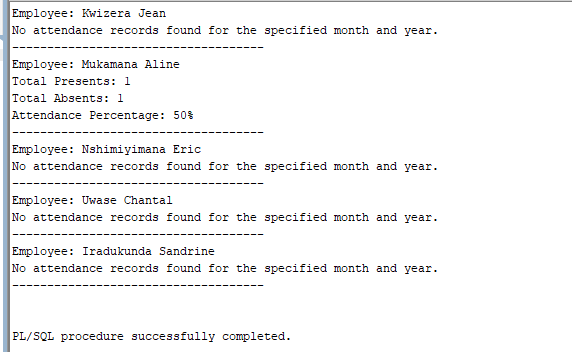 Employee: Kwizera Jean
No attendance records found for the specified month and year.
-----------------------------------
Employee: Mukamana Aline
Total Presents: 1
Total Absents: 1
Attendance Percentage: 50%
-----------------------------------
Employee: Nshimiyimana Eric
No attendance records found for the specified month and year.
-----------------------------------
Employee: Uwase Chantal
No attendance records found for the specified month and year.
-----------------------------------
Employee: Iradukunda Sandrine
No attendance records found for the specified month and year.
-----------------------------------
PL/SQL procedure successfully completed.